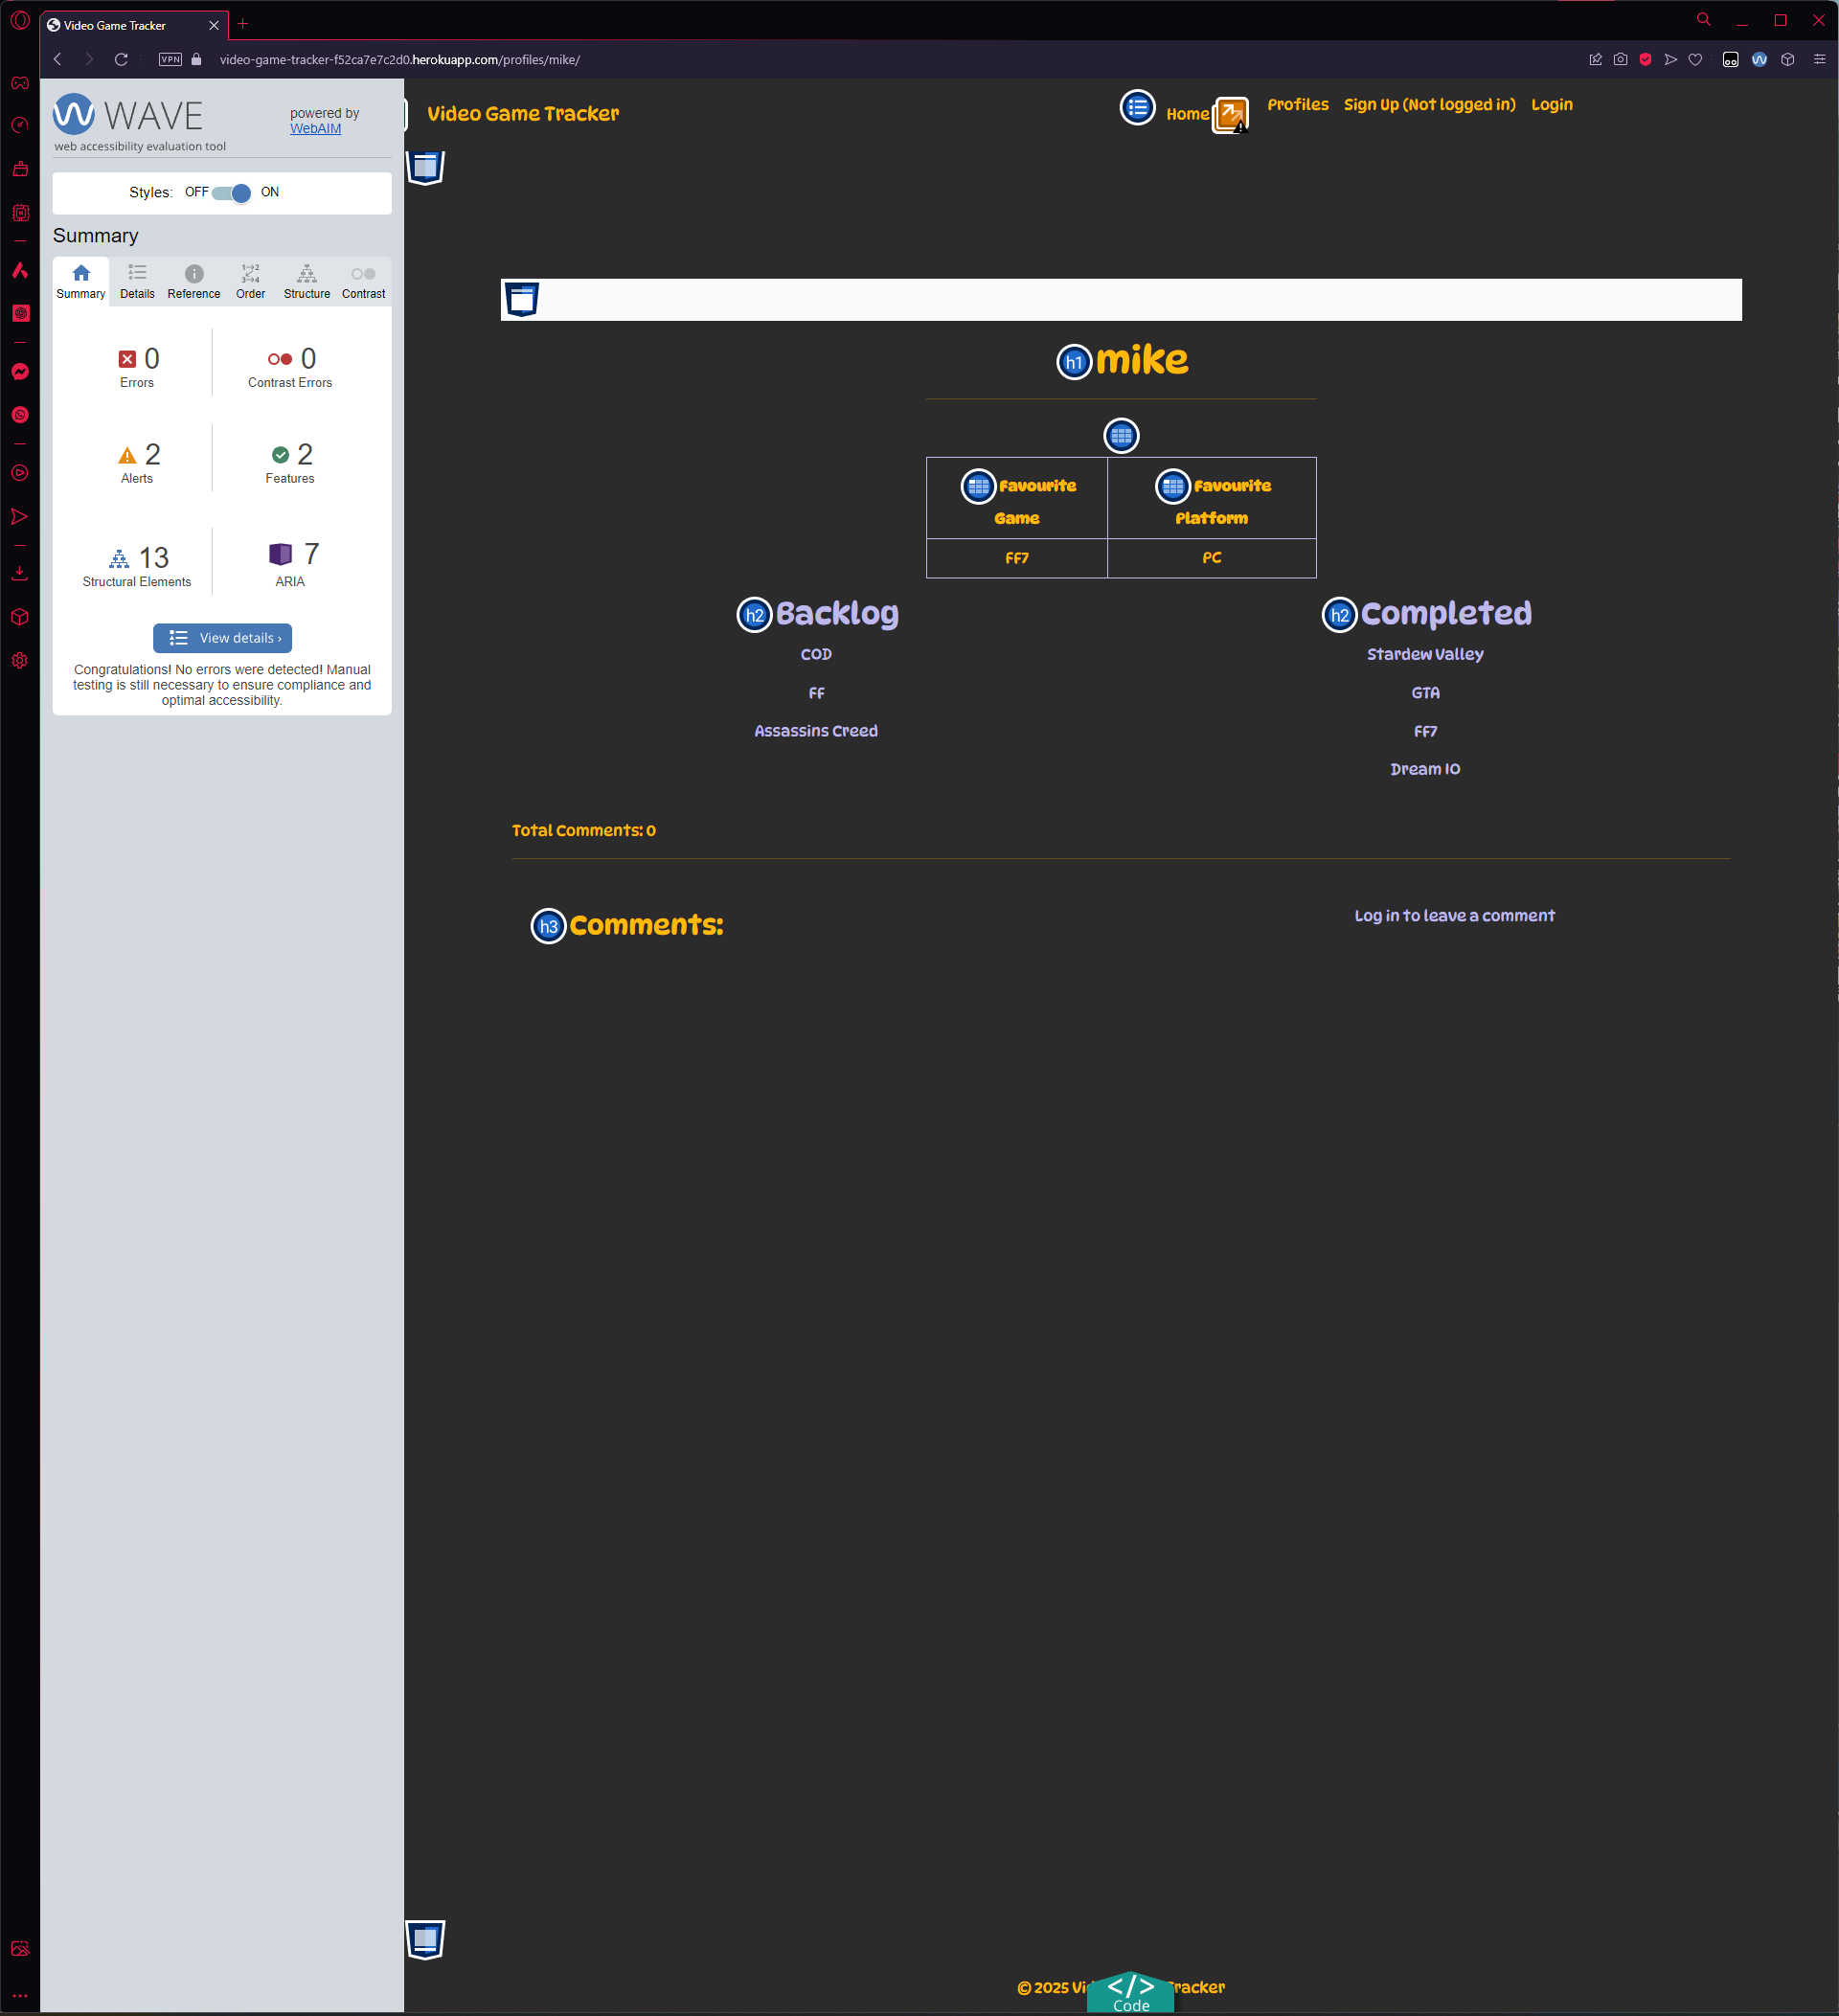 Video Game Tracker
VPN
video-game-tracker-f52ca7e7c2d0.herokuapp.com/profiles/mike/
WAVE
powered by
WebAIM
web accessibility evaluation tool
Styles: OFF ON
Summary
Summary Details Reference Order Structure Contrast
0
Errors
0
Contrast Errors
2
Alerts
2
Features
13
Structural Elements
7
ARIA
View details ›
Congratulations! No errors were detected! Manual
testing is still necessary to ensure compliance and
optimal accessibility.
Video Game Tracker
Home Profiles Sign Up (Not logged in) Login
h1 mike
Favourite
Game
Favourite
Platform
FF7 PC
h2 Backlog
COD
FF
Assassins Creed
h2 Completed
Stardew Valley
GTA
FF7
Dream IO
Total Comments: 0
h3 Comments:
Log in to leave a comment
© 2025 Tracker
</> Code